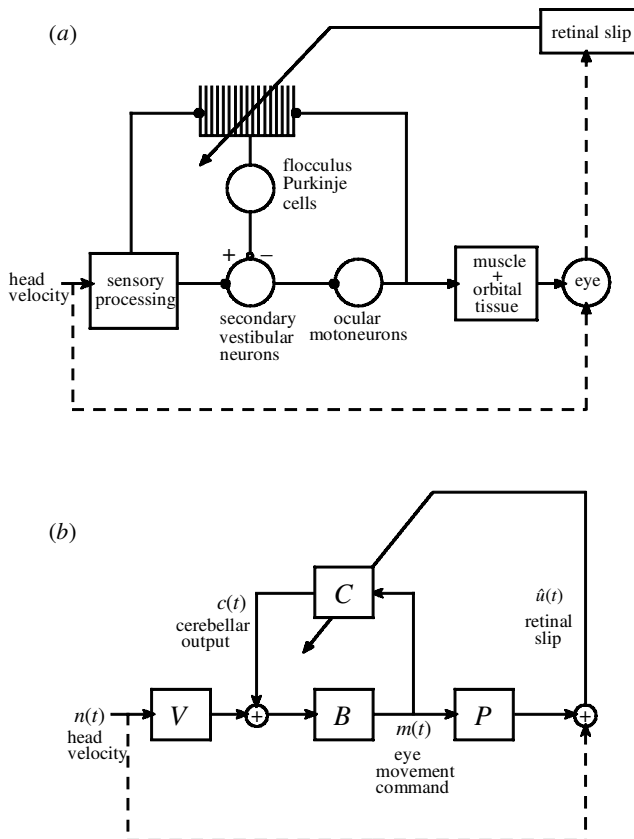 (a)
retinal slip
flocculus
Purkinje
cells
+ −
head
velocity
sensory
processing
secondary
vestibular
neurons
ocular
motoneurons
muscle
+
orbital
tissue
eye
(b)
C
c(t)
cerebellar
output
û(t)
retinal
slip
n(t)
head
velocity
V
+
B
m(t)
eye
movement
command
P
+